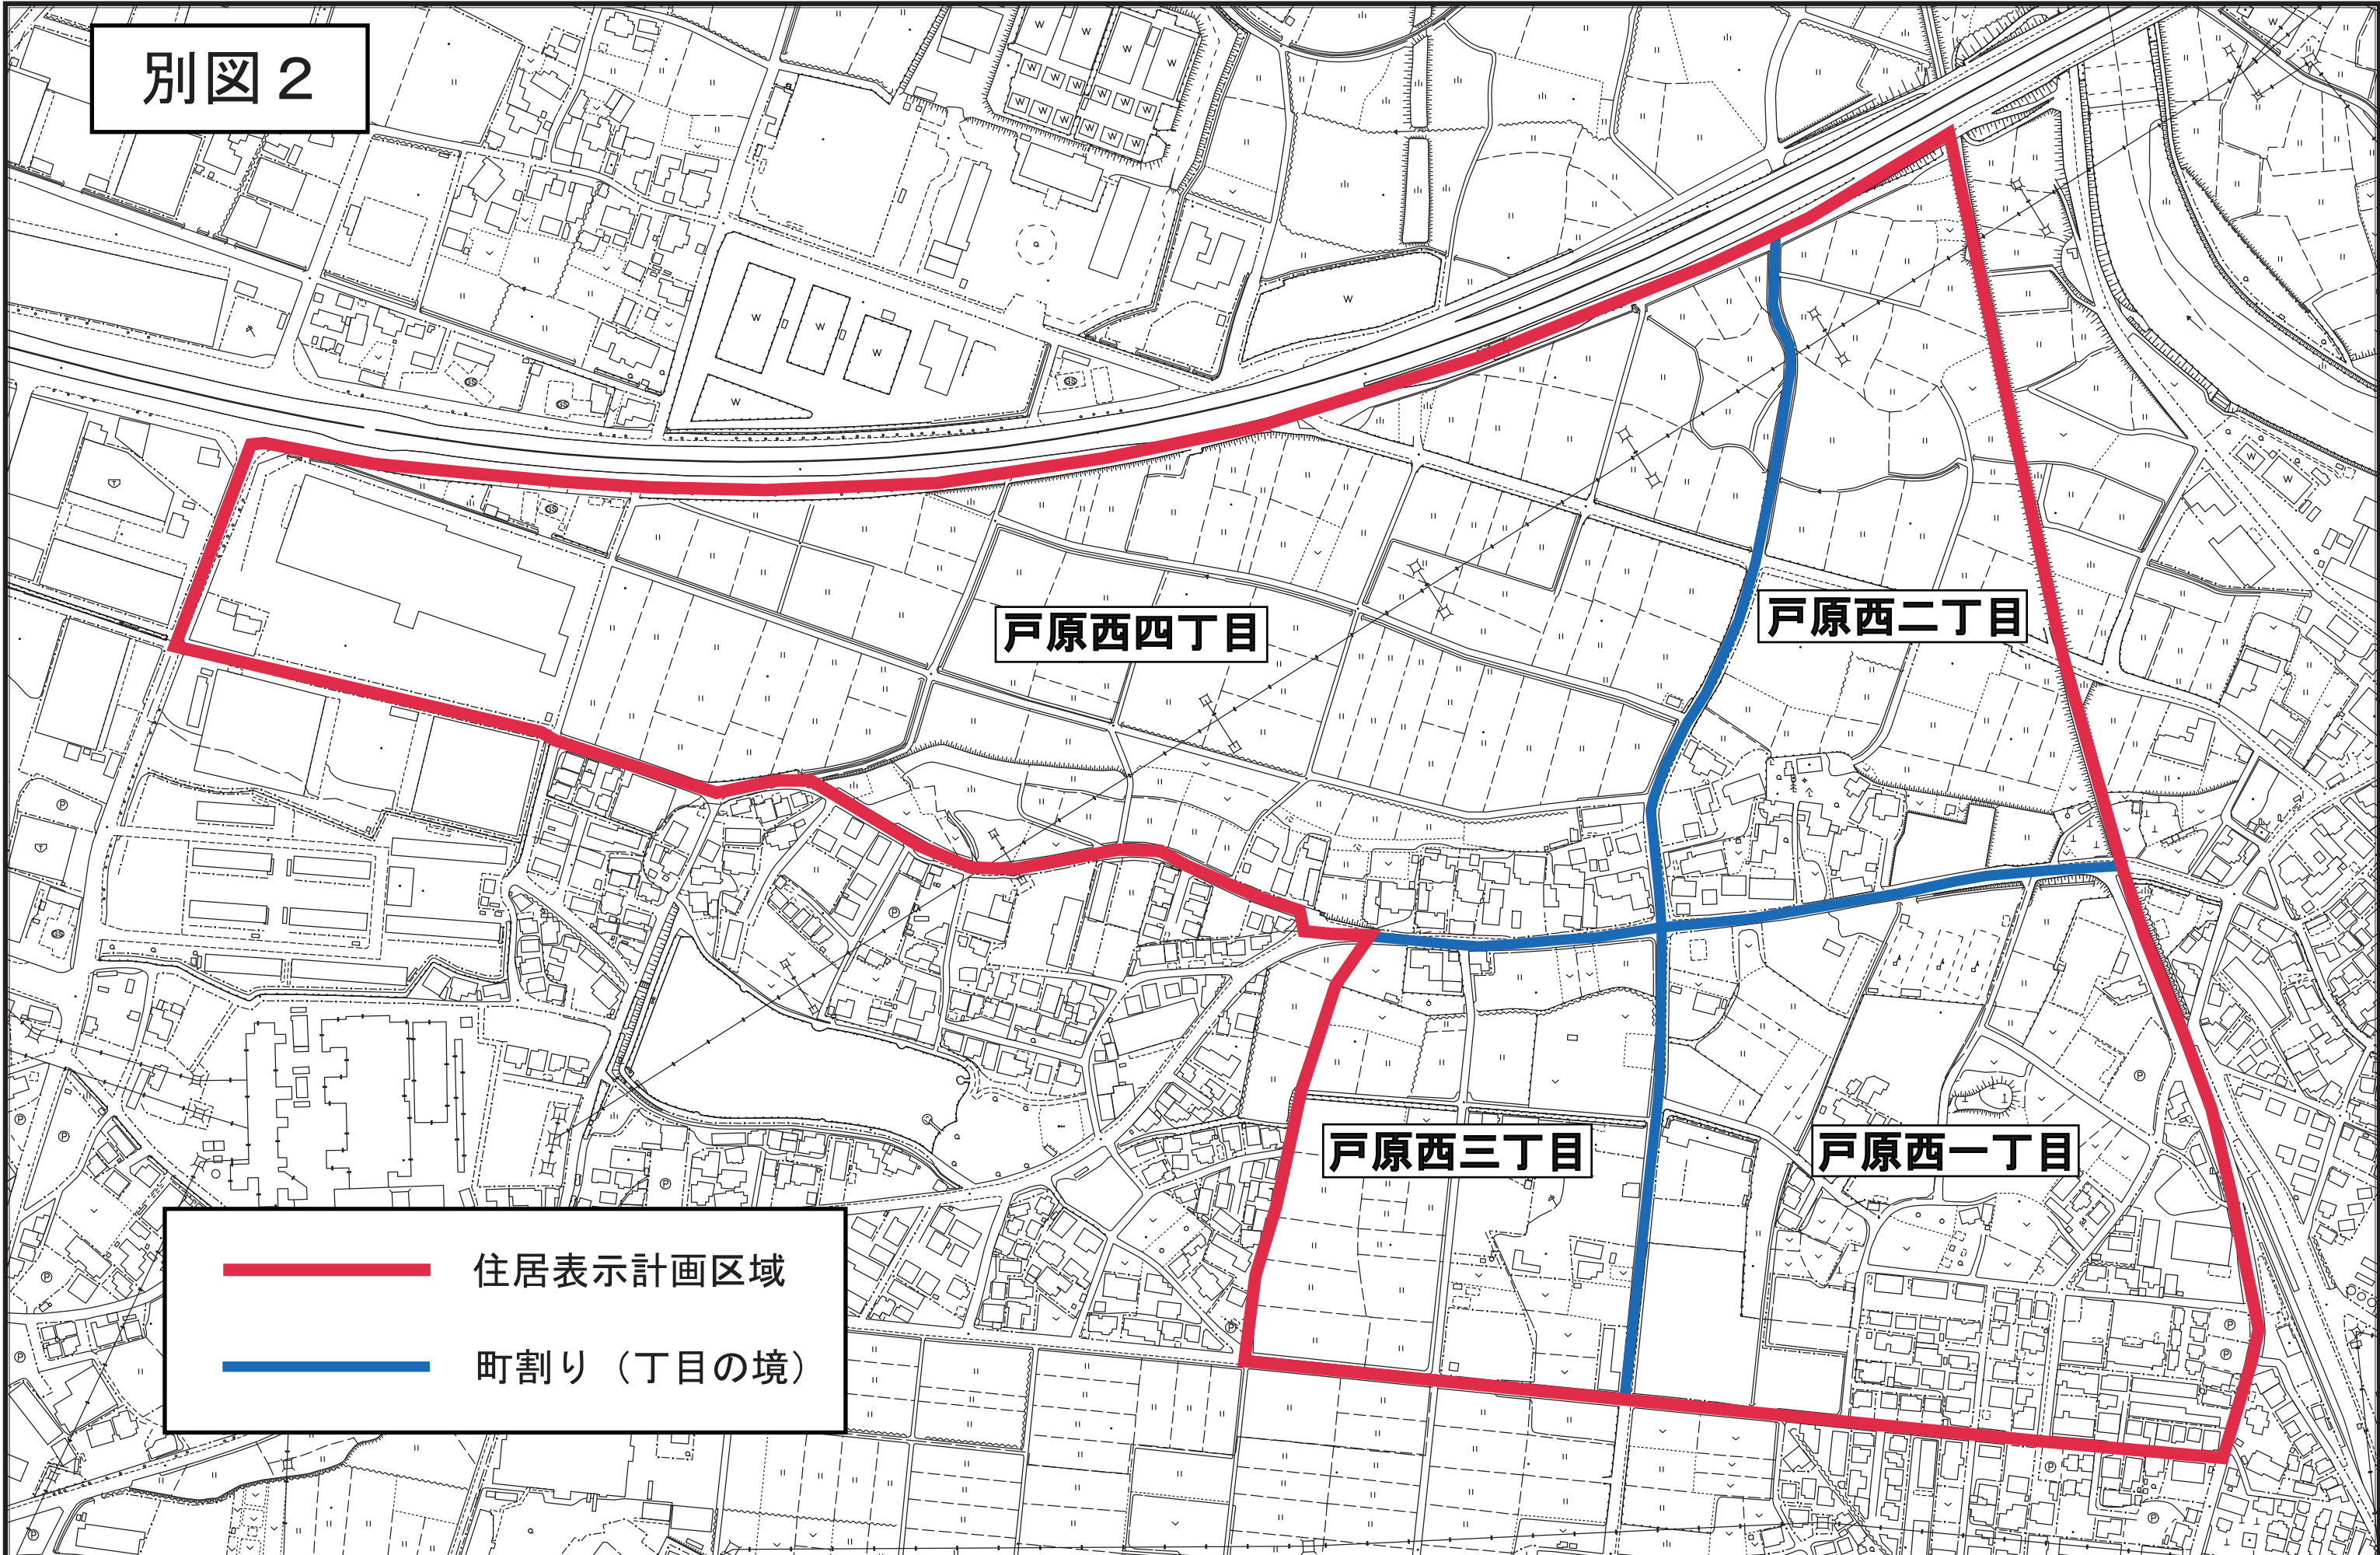 別図２
戸原西四丁目
戸原西二丁目
戸原西三丁目
戸原西一丁目
住居表示計画区域
町割り（丁目の境）